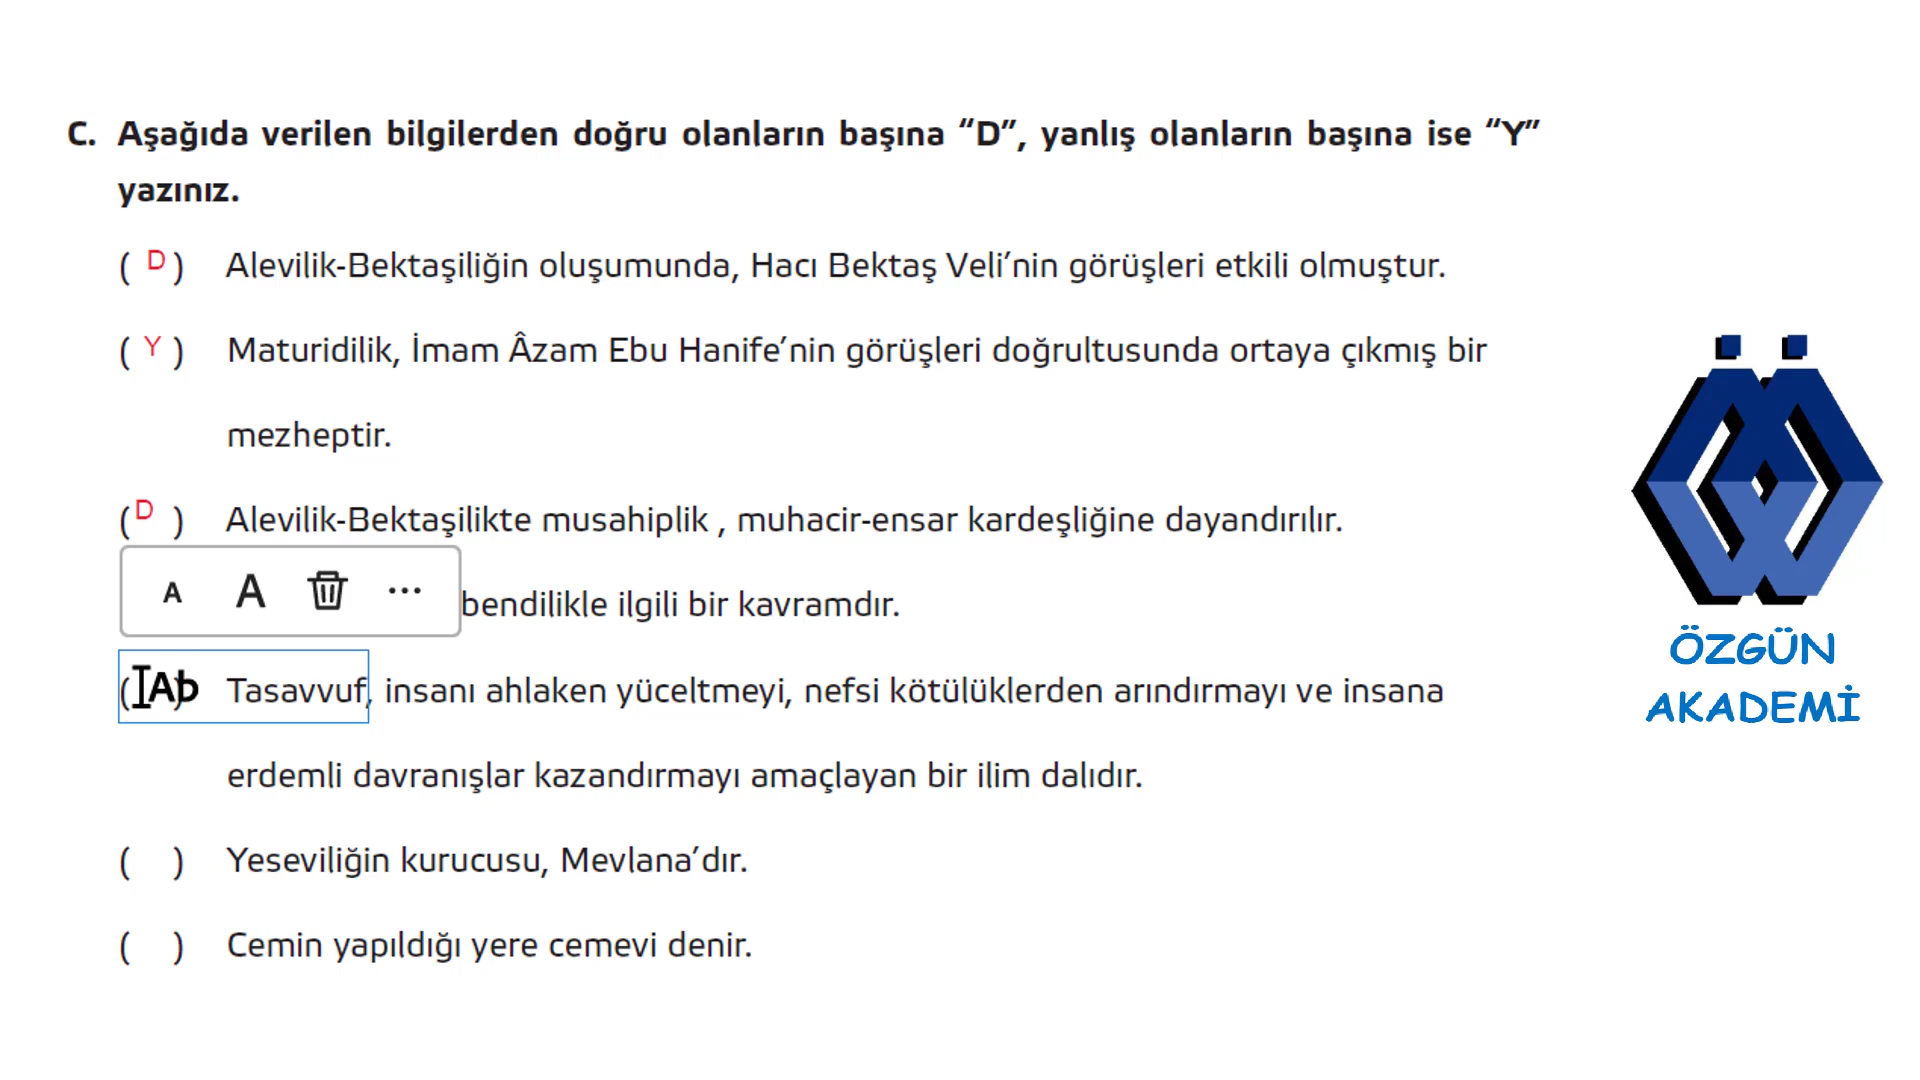 C. Aşağıda verilen bilgilerden doğru olanların başına “D”, yanlış olanların başına ise “Y”
yazınız.
( D ) Alevilik-Bektaşiliğin oluşumunda, Hacı Bektaş Veli’nin görüşleri etkili olmuştur.
( Y ) Maturidilik, İmam Âzam Ebu Hanife’nin görüşleri doğrultusunda ortaya çıkmış bir
mezheptir.
( D ) Alevilik-Bektaşilikte musahiplik , muhacir-ensar kardeşliğine dayandırılır.
A A ...
bendilikle ilgili bir kavramdır.
( Ab ) Tasavvuf, insanı ahlaken yüceltmeyi, nefsi kötülüklerden arındırmayı ve insana
erdemli davranışlar kazandırmayı amaçlayan bir ilim dalıdır.
( ) Yeseviliğin kurucusu, Mevlana’dır.
( ) Cemin yapıldığı yere cemevi denir.
ÖZGÜN
AKADEMİ